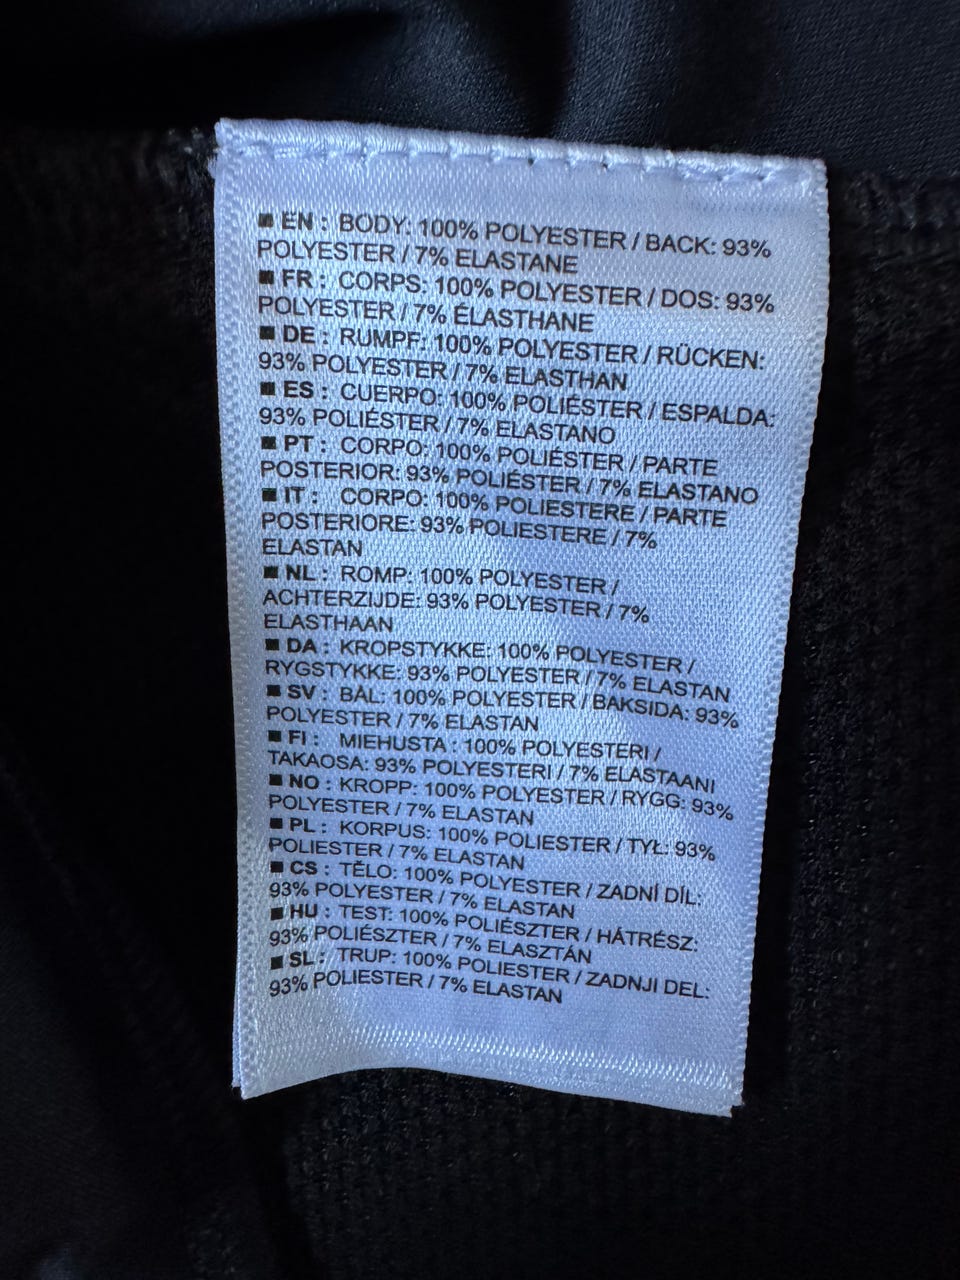 ■ EN : BODY: 100% POLYESTER / BACK: 93%
POLYESTER / 7% ELASTANE
■ FR : CORPS: 100% POLYESTER / DOS: 93%
POLYESTER / 7% ÉLASTHANE
■ DE : RUMPF: 100% POLYESTER / RÜCKEN:
93% POLYESTER / 7% ELASTHAN
■ ES : CUERPO: 100% POLIÉSTER / ESPALDA:
93% POLIÉSTER / 7% ELASTANO
■ PT : CORPO: 100% POLIÉSTER / PARTE
POSTERIOR: 93% POLIÉSTER / 7% ELASTANO
■ IT : CORPO: 100% POLIESTERE / PARTE
POSTERIORE: 93% POLIESTERE / 7%
ELASTAN
■ NL : ROMP: 100% POLYESTER /
ACHTERZIJDE: 93% POLYESTER / 7%
ELASTHAAN
■ DA : KROPSTYKKE: 100% POLYESTER /
RYGSTYKKE: 93% POLYESTER / 7% ELASTAN
■ SV : BÅL: 100% POLYESTER / BAKSIDA: 93%
POLYESTER / 7% ELASTAN
■ FI : MIEHUSTA : 100% POLYESTERI /
TAKAOSA: 93% POLYESTERI / 7% ELASTAANI
■ NO : KROPP: 100% POLYESTER / RYGG: 93%
POLYESTER / 7% ELASTAN
■ PL : KORPUS: 100% POLIESTER / TYŁ: 93%
POLIESTER / 7% ELASTAN
■ CS : TĚLO: 100% POLYESTER / ZADNÍ DÍL:
93% POLYESTER / 7% ELASTAN
■ HU : TEST: 100% POLIÉSZTER / HÁTRÉSZ:
93% POLIÉSZTER / 7% ELASZTÁN
■ SL : TRUP: 100% POLIESTER / ZADNJI DEL:
93% POLIESTER / 7% ELASTAN